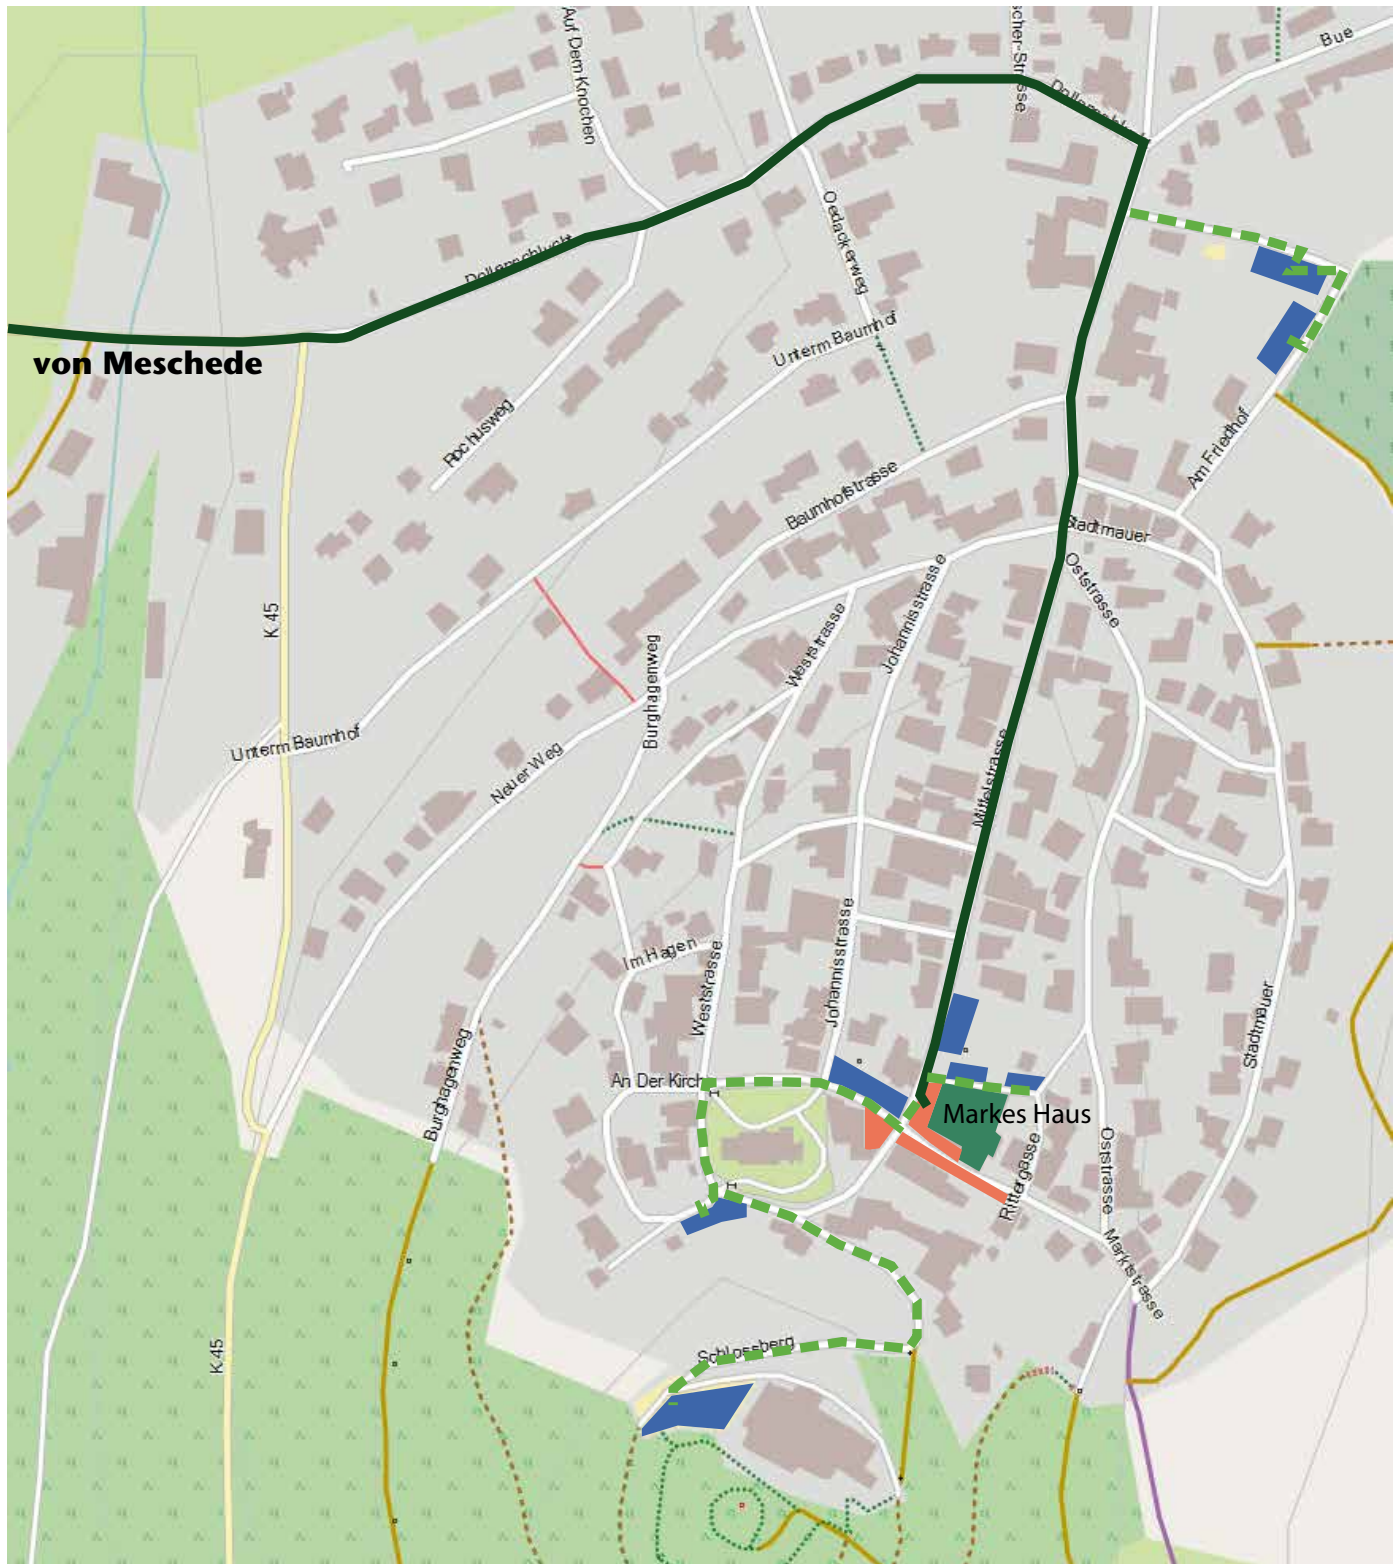 Auf Dem Knochen
scher-Strasse
Bue
Oedackerweg
Dollenschlucht
von Meschede
Unterm Baumhof
Rochusweg
Am Friedhof
Baumhofstrasse
Stadtmauer
Oststrasse
K 45
Johannisstrasse
Weststrasse
Burghagenweg
Unterm Baumhof
Neuer Weg
Mittelstrasse
Im Hagen
Weststrasse
Johannisstrasse
Stadtmauer
Burghagenweg
An Der Kirch
Markes Haus
Rittergasse
Oststrasse
Marktstrasse
K 45
Schlossberg